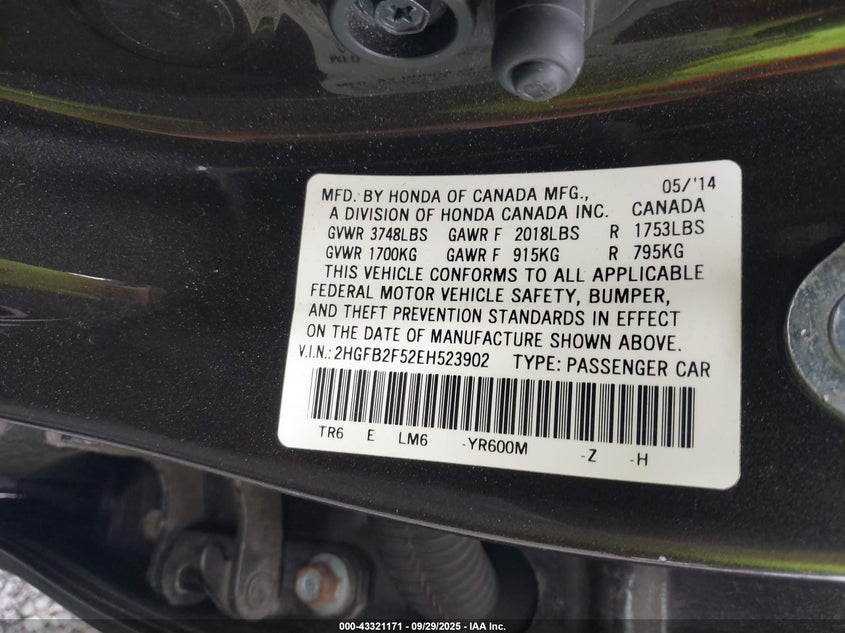 MFD. BY HONDA OF CANADA MFG., 05/'14
A DIVISION OF HONDA CANADA INC. CANADA
GVWR 3748LBS GAWR F 2018LBS R 1753LBS
GVWR 1700KG GAWR F 915KG R 795KG
THIS VEHICLE CONFORMS TO ALL APPLICABLE
FEDERAL MOTOR VEHICLE SAFETY, BUMPER,
AND THEFT PREVENTION STANDARDS IN EFFECT
ON THE DATE OF MANUFACTURE SHOWN ABOVE.
V.I.N.: 2HGFB2F52EH523902 TYPE: PASSENGER CAR
TR6 E LM6 -YR600M -Z -H
000-43321171 - 09/29/2025 - IAA Inc.